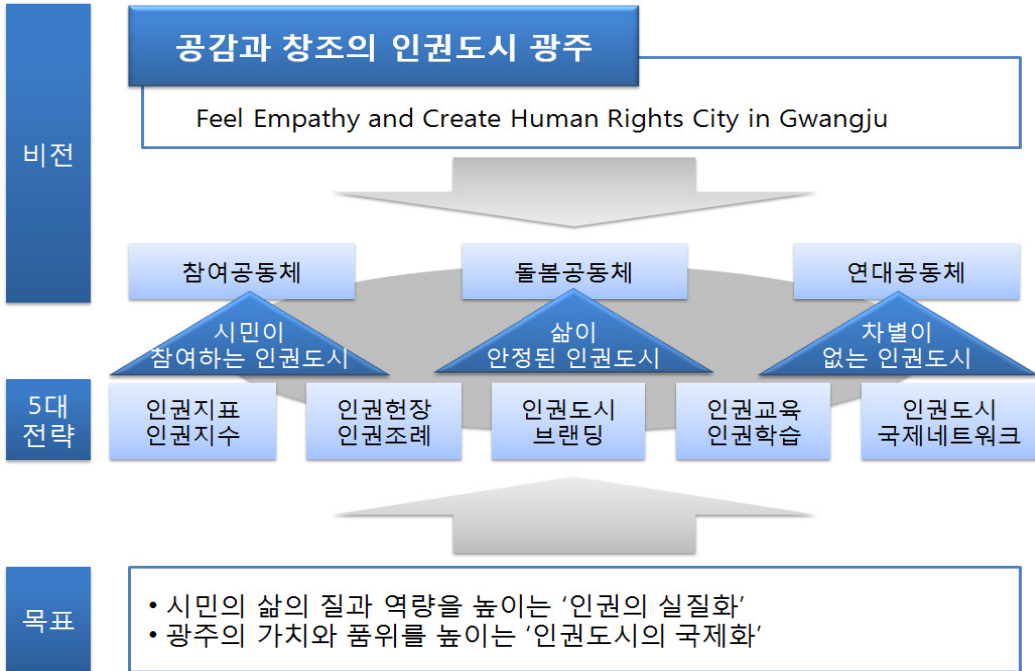 비전
공감과 창조의 인권도시 광주
Feel Empathy and Create Human Rights City in Gwangju
참여공동체
돌봄공동체
연대공동체
시민이
참여하는 인권도시
삶이
안정된 인권도시
차별이
없는 인권도시
5대
전략
인권지표
인권지수
인권헌장
인권조례
인권도시
브랜딩
인권교육
인권학습
인권도시
국제네트워크
목표
• 시민의 삶의 질과 역량을 높이는 ‘인권의 실질화’
• 광주의 가치와 품위를 높이는 ‘인권도시의 국제화’